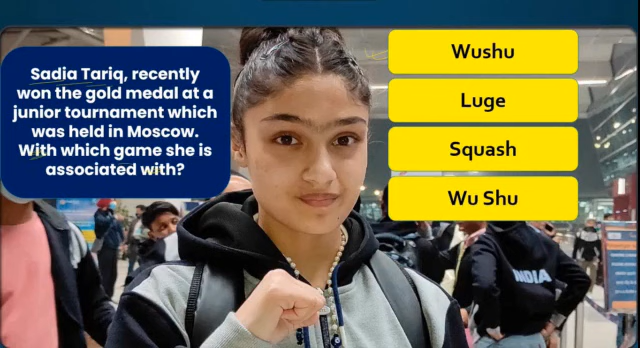 Sadia Tariq, recently
won the gold medal at a
junior tournament which
was held in Moscow.
With which game she is
associated with?
Wushu
Luge
Squash
Wu Shu
INDIA